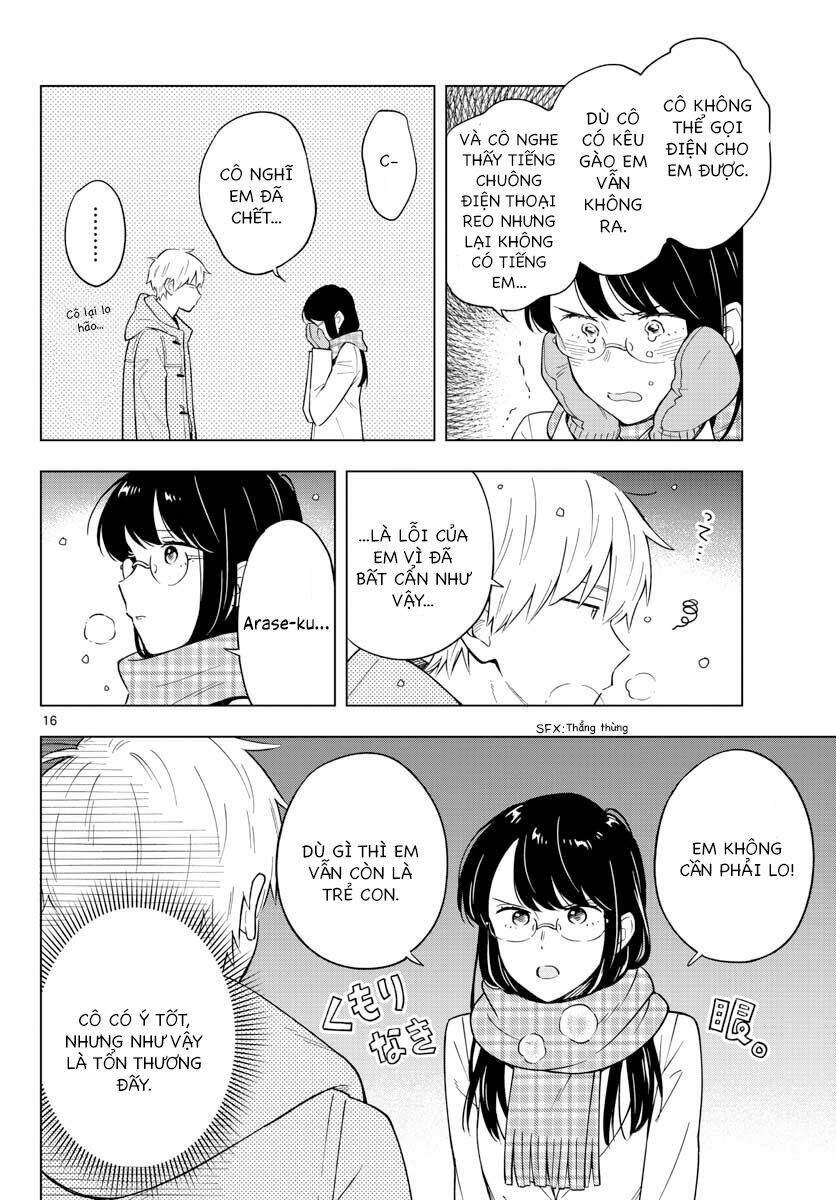 CÔ KHÔNG
THỂ GỌI
ĐIỆN CHO
EM ĐƯỢC.
DÙ CÔ
CÓ KÊU
GÀO EM
VẪN
KHÔNG
RA.
VÀ CÔ NGHE
THẤY TIẾNG
CHUÔNG
ĐIỆN THOẠI
REO NHƯNG
LẠI KHÔNG
CÓ TIẾNG
EM...
C-
CÔ NGHĨ
EM ĐÃ
CHẾT...
.........
Cô lại lo
hão...
...LÀ LỖI CỦA
EM VÌ ĐÃ
BẤT CẨN NHƯ
VẬY...
Arase-ku...
16
SFX: Thẳng thừng
EM KHÔNG
CẦN PHẢI LO!
DÙ GÌ THÌ EM
VẪN CÒN LÀ
TRẺ CON.
くもり
なき
眼。
CÔ CÓ Ý TỐT,
NHƯNG NHƯ VẬY
LÀ TỔN THƯƠNG
ĐẤY.